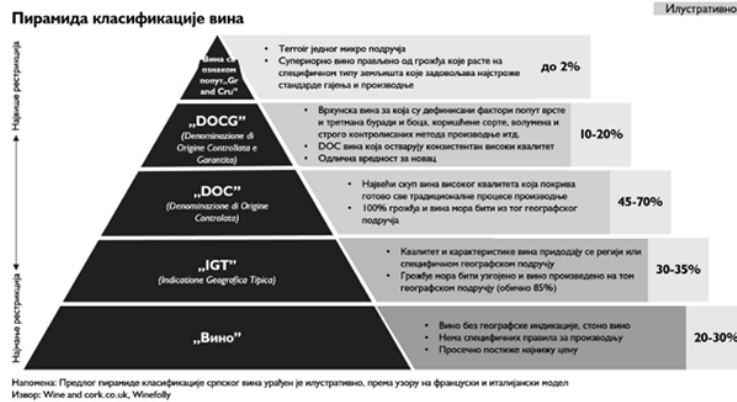 Илустративно
Пирамида класификације вина
Највише рестрикција
Вина са
ознаком
попут „Gr
and Cru"
• Terroir једног микро подручја
• Супериорно вино прављено од грожђа које расте на
специфичном типу земљишта које задовољава најстроже
стандарде гајења и производње
до 2%
„DOCG"
(Denominazione di
Origine Controllata e
Garantita)
• Врхунска вина за која су дефинисани фактори попут врсте
и третмана буради и боца, коришћене сорте, волумена и
строго контролисаних метода производње итд.
• DOC вина која остварују конзистентан високи квалитет
• Одлична вредност за новац
10-20%
„DOC"
(Denominazione di Origine
Controlata)
• Највећи скуп вина високог квалитета која покрива
готово све традиционалне процесе производње
• 100% грожђа и вина мора бити из тог географског
подручја
45-70%
„IGT"
(Indicatione Geografica Tipica)
• Квалитет и карактеристике вина придодају се регији или
специфичном географском подручју
• Грожђе мора бити узгојено и вино произведено на том
географском подручју (обично 85%)
30-35%
Најмање рестрикција
„Вино"
• Вино без географске индикације, стоно вино
• Нема специфичних правила за производњу
• Просечно постиже најнижу цену
20-30%
Напомена: Предлог пирамиде класификације српског вина урађен је илустративно, према узору на француски и италијански модел
Извор: Wine and cork.co.uk, Winefolly